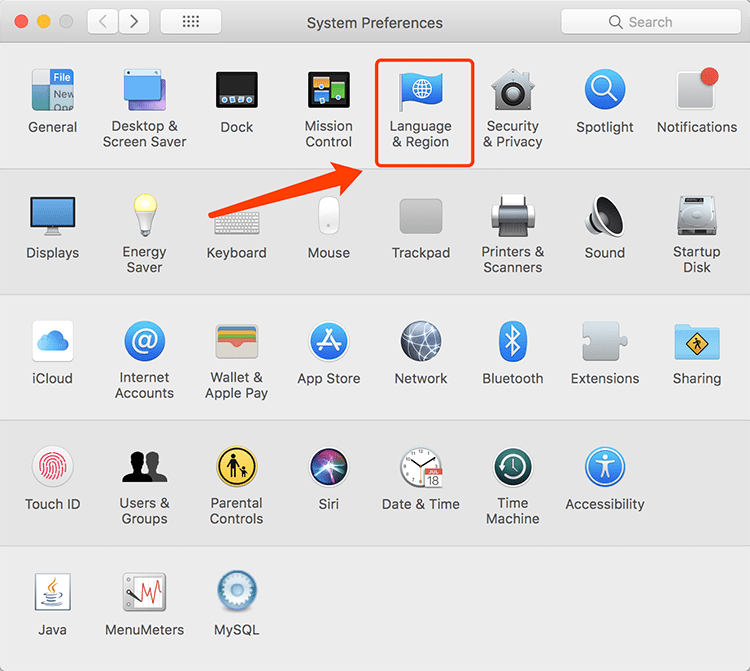 System Preferences
Search
File
New
General
Desktop &
Screen Saver
Dock
Mission
Control
Language
& Region
Security
& Privacy
Spotlight
Notifications
Displays
Energy
Saver
Keyboard
Mouse
Trackpad
Printers &
Scanners
Sound
Startup
Disk
iCloud
@
Internet
Accounts
Wallet &
Apple Pay
App Store
Network
Bluetooth
Extensions
Sharing
Touch ID
Users &
Groups
Parental
Controls
Siri
JUL
18
Date & Time
Time
Machine
Accessibility
Java
MenuMeters
MySQL